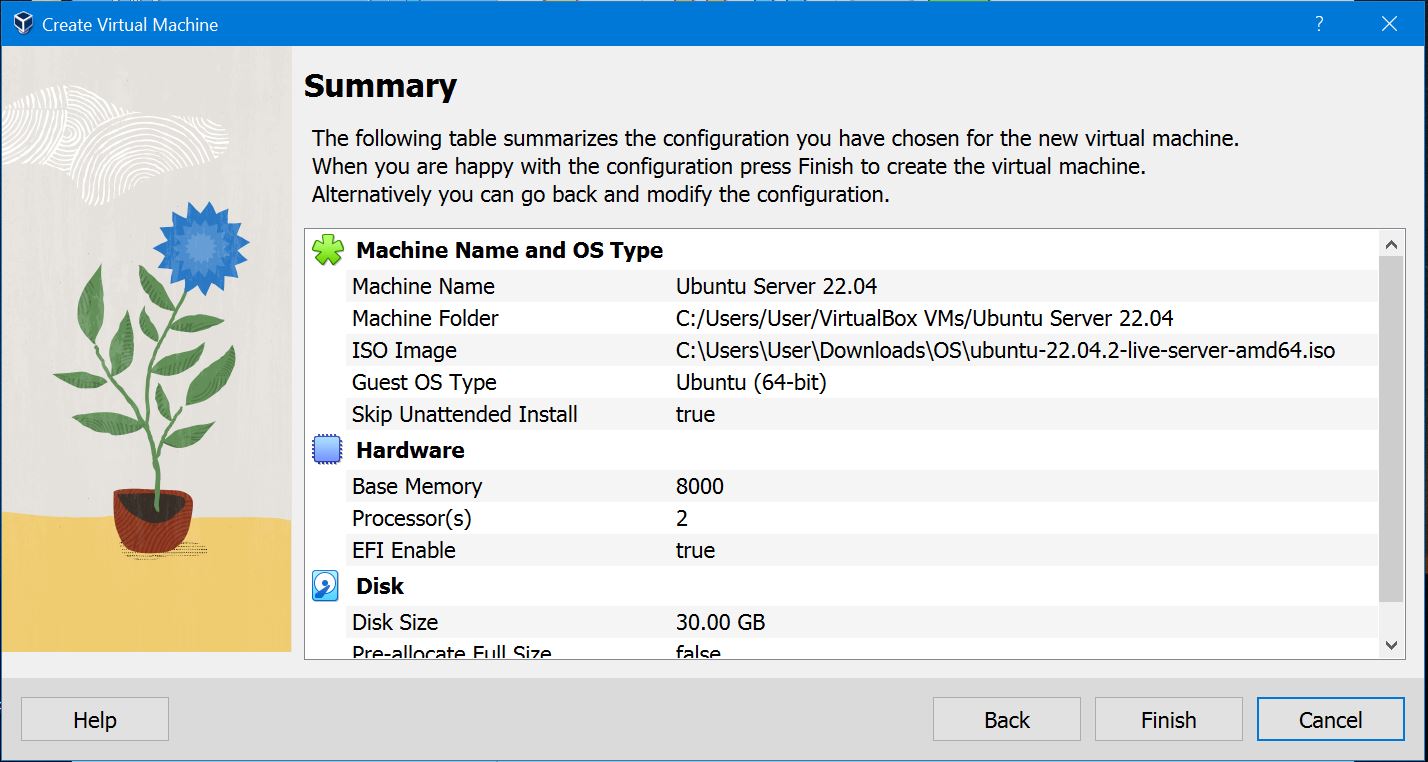 Create Virtual Machine ?
Summary
The following table summarizes the configuration you have chosen for the new virtual machine.
When you are happy with the configuration press Finish to create the virtual machine.
Alternatively you can go back and modify the configuration.
Machine Name and OS Type
Machine Name Ubuntu Server 22.04
Machine Folder C:/Users/User/VirtualBox VMs/Ubuntu Server 22.04
ISO Image C:\Users\User\Downloads\OS\ubuntu-22.04.2-live-server-amd64.iso
Guest OS Type Ubuntu (64-bit)
Skip Unattended Install true
Hardware
Base Memory 8000
Processor(s) 2
EFI Enable true
Disk
Disk Size 30.00 GB
Pre-allocate Full Size false
Help Back Finish Cancel